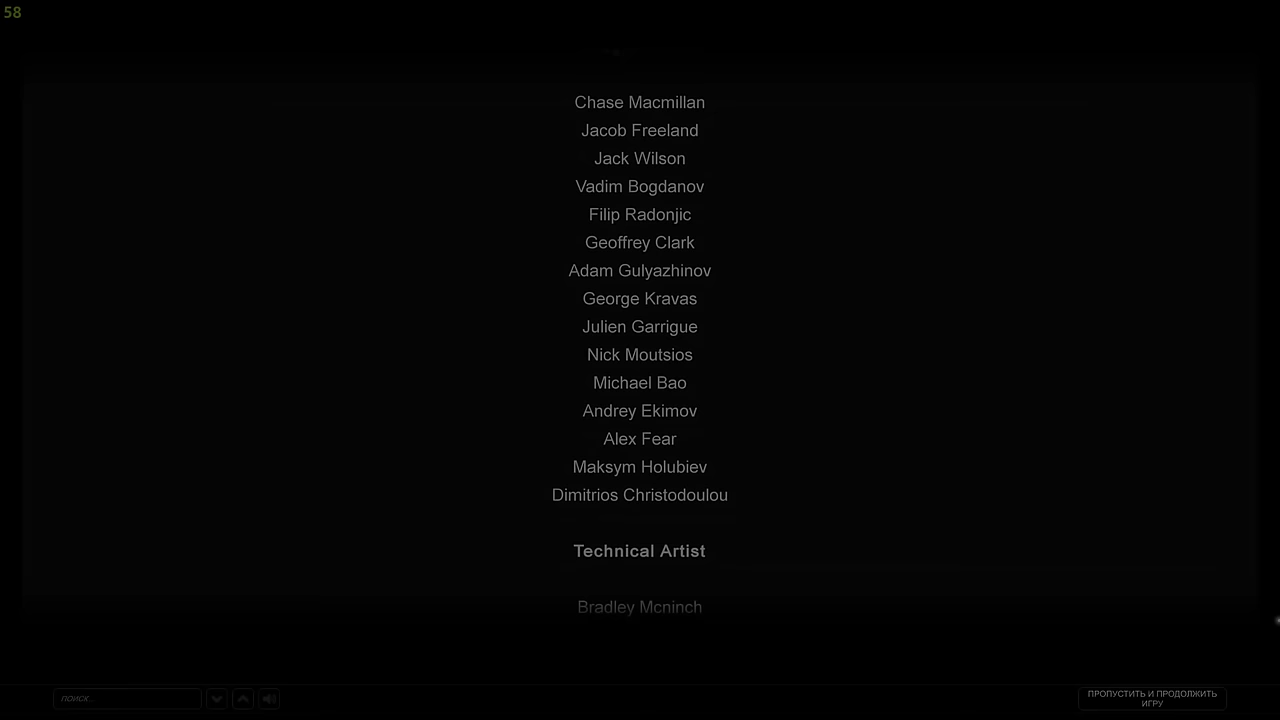 58
Chase Macmillan
Jacob Freeland
Jack Wilson
Vadim Bogdanov
Filip Radonjic
Geoffrey Clark
Adam Gulyazhinov
George Kravas
Julien Garrigue
Nick Moutsios
Michael Bao
Andrey Ekimov
Alex Fear
Maksym Holubiev
Dimitrios Christodoulou
Technical Artist
Bradley Mcninch
ПОИСК...
ПРОПУСТИТЬ И ПРОДОЛЖИТЬ
ИГРУ